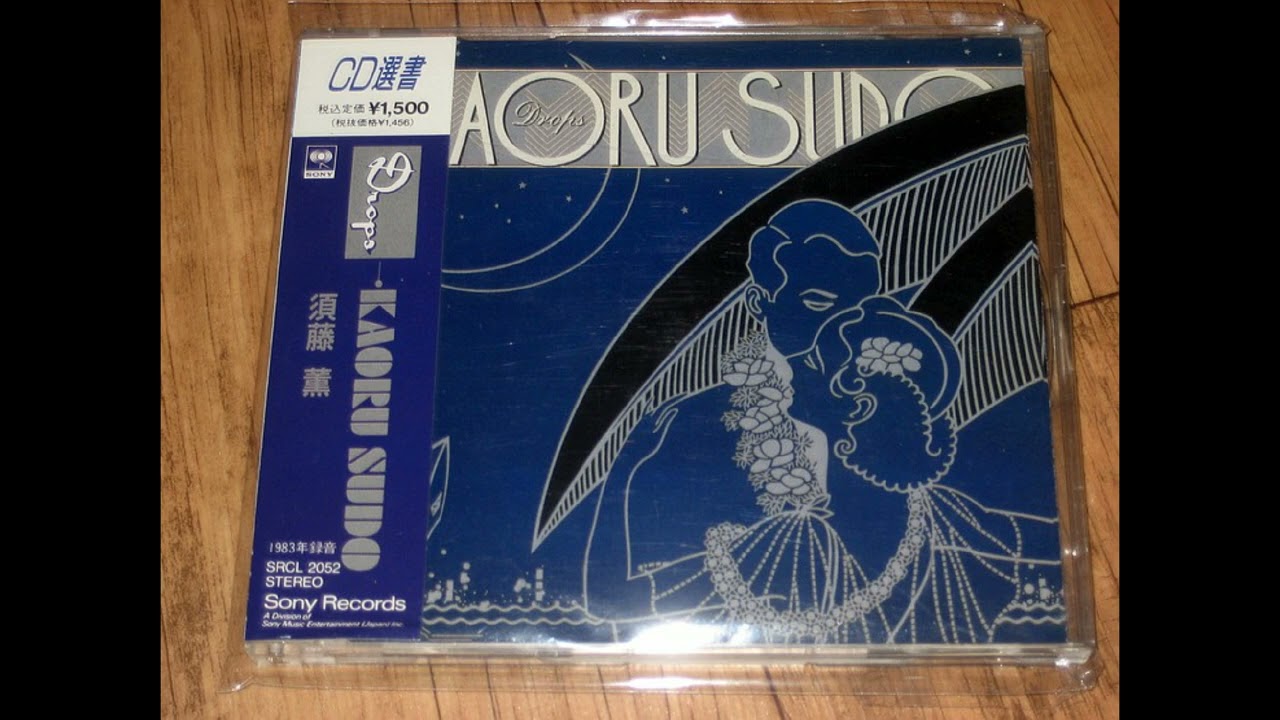 CD選書
税込定価 ¥1,500
(税抜価格¥1,456)
SONY
Drops
KAORU SUDO
須藤 薫
1983年録音
SRCL 2052
STEREO
Sony Records
A Division of
Sony Music Entertainment (Japan) Inc.
AORU SUDO
Drops